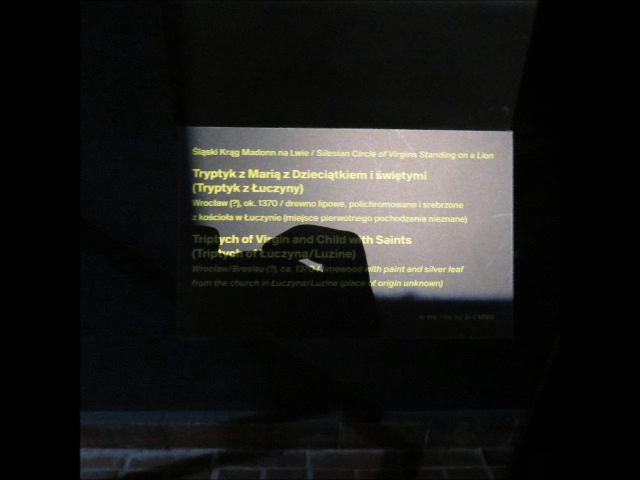 Śląski Krąg Madonn na Lwie / Silesian Circle of Virgins Standing on a Lion
Tryptyk z Marią z Dzieciątkiem i świętymi
(Tryptyk z Łuczyny)
Wrocław (?), ok. 1370 / drewno lipowe, polichromowane i srebrzone
z kościoła w Łuczynie (miejsce pierwotnego pochodzenia nieznane)
Triptych of Virgin and Child with Saints
(Triptych of Łuczyna/Luzine)
Wrocław/Breslau (?), ca. 1370 / limewood with paint and silver leaf
from the church in Łuczyna/Luzine (place of origin unknown)